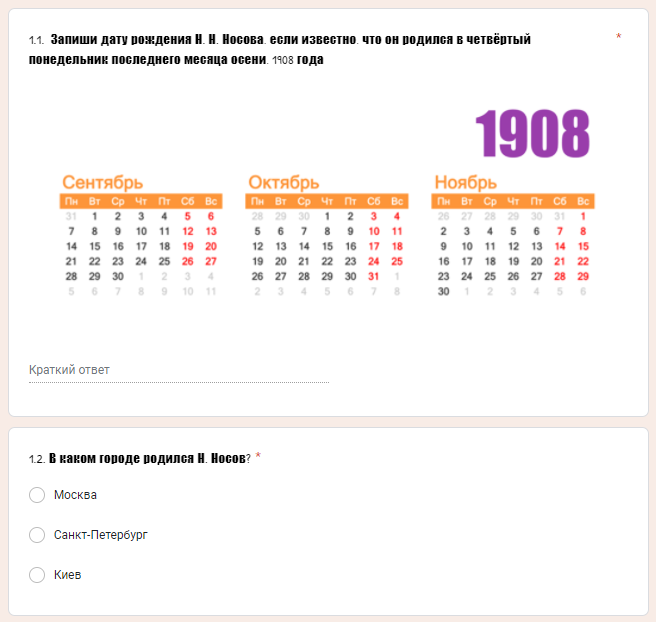 1.1. Запиши дату рождения Н. Н. Носова, если известно, что он родился в четвёртый *
понедельник последнего месяца осени, 1908 года
1908
Сентябрь
Пн Вт Ср Чт Пт Сб Вс
31 1 2 3 4 5 6
7 8 9 10 11 12 13
14 15 16 17 18 19 20
21 22 23 24 25 26 27
28 29 30 1 2 3 4
5 6 7 8 9 10 11
Октябрь
Пн Вт Ср Чт Пт Сб Вс
28 29 30 1 2 3 4
5 6 7 8 9 10 11
12 13 14 15 16 17 18
19 20 21 22 23 24 25
26 27 28 29 30 31 1
2 3 4 5 6 7 8
Ноябрь
Пн Вт Ср Чт Пт Сб Вс
26 27 28 29 30 31 1
2 3 4 5 6 7 8
9 10 11 12 13 14 15
16 17 18 19 20 21 22
23 24 25 26 27 28 29
30 1 2 3 4 5 6
Краткий ответ
1.2. В каком городе родился Н. Носов? *
Москва
Санкт-Петербург
Киев